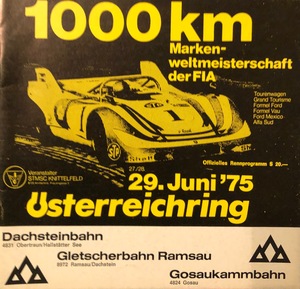 1000 km
Marken-
weltmeisterschaft
der FIA
Tourenwagen
Grand Tourisme
Formel Ford
Formel Vau
Ford Mexico
Alfa Sud
1
Shell
Offizielles Rennprogramm S 20.–
Veranstalter
STMSC KNITTELFELD
27./28.
29. Juni '75
Österreichring
Dachsteinbahn
4831 Obertraun/Hallstätter See
Gletscherbahn Ramsau
8972 Ramsau/Dachstein
Gosaukammbahn
4824 Gosau